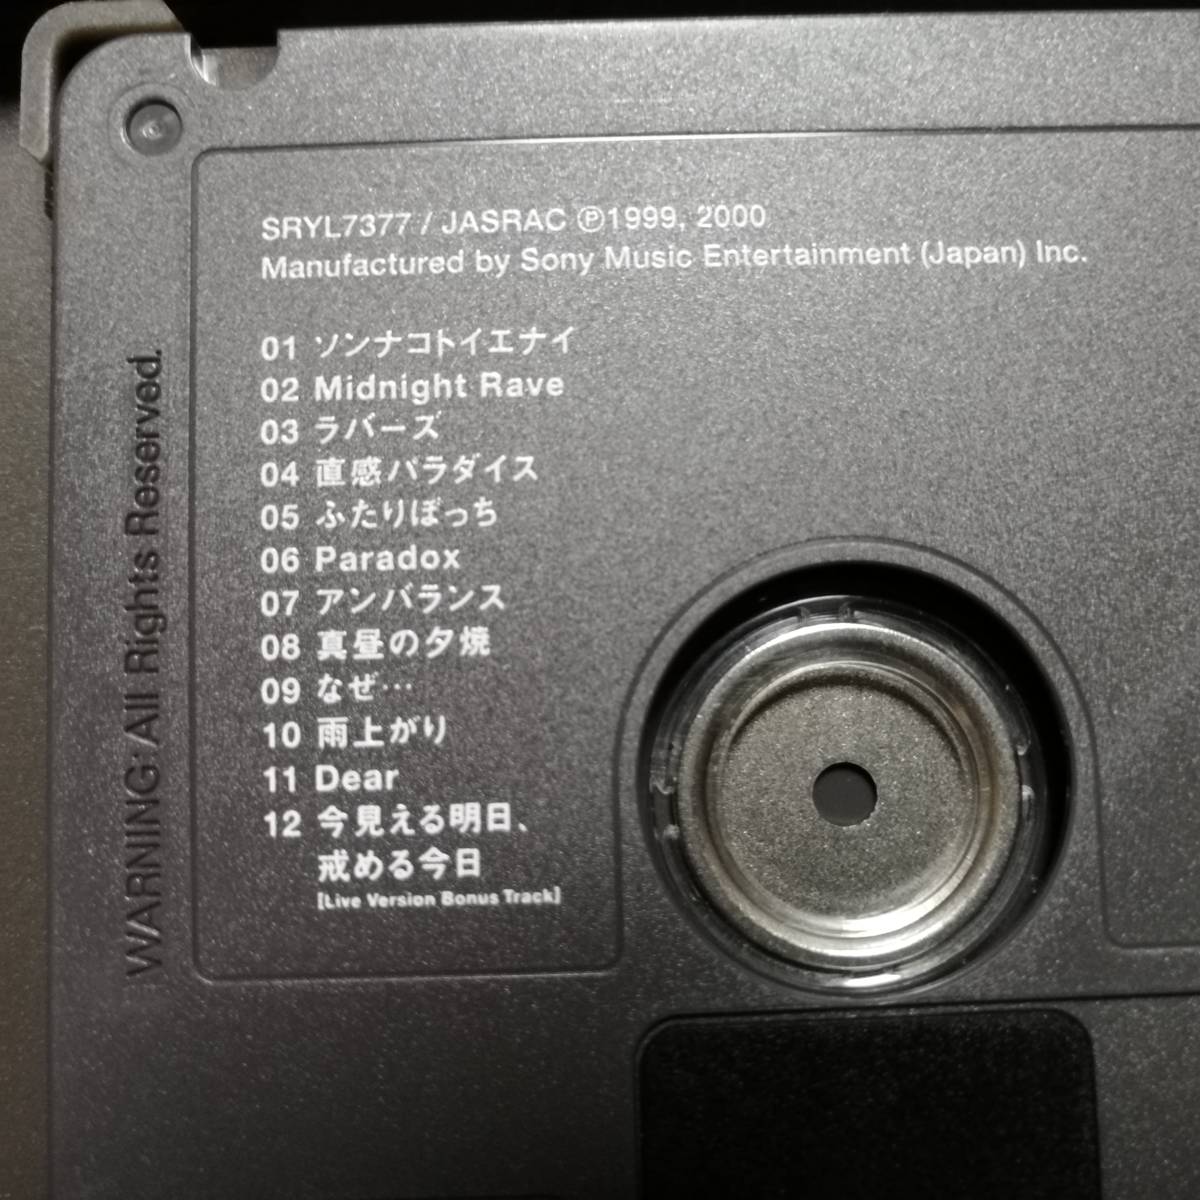 SRYL7377 / JASRAC Ⓟ1999, 2000
Manufactured by Sony Music Entertainment (Japan) Inc.
01 ソンナコトイエナイ
02 Midnight Rave
03 ラバーズ
04 直感パラダイス
05 ふたりぼっち
06 Paradox
07 アンバランス
08 真昼の夕焼
09 なぜ…
10 雨上がり
11 Dear
12 今見える明日、
戒める今日
[Live Version Bonus Track]
WARNING: All Rights Reserved.